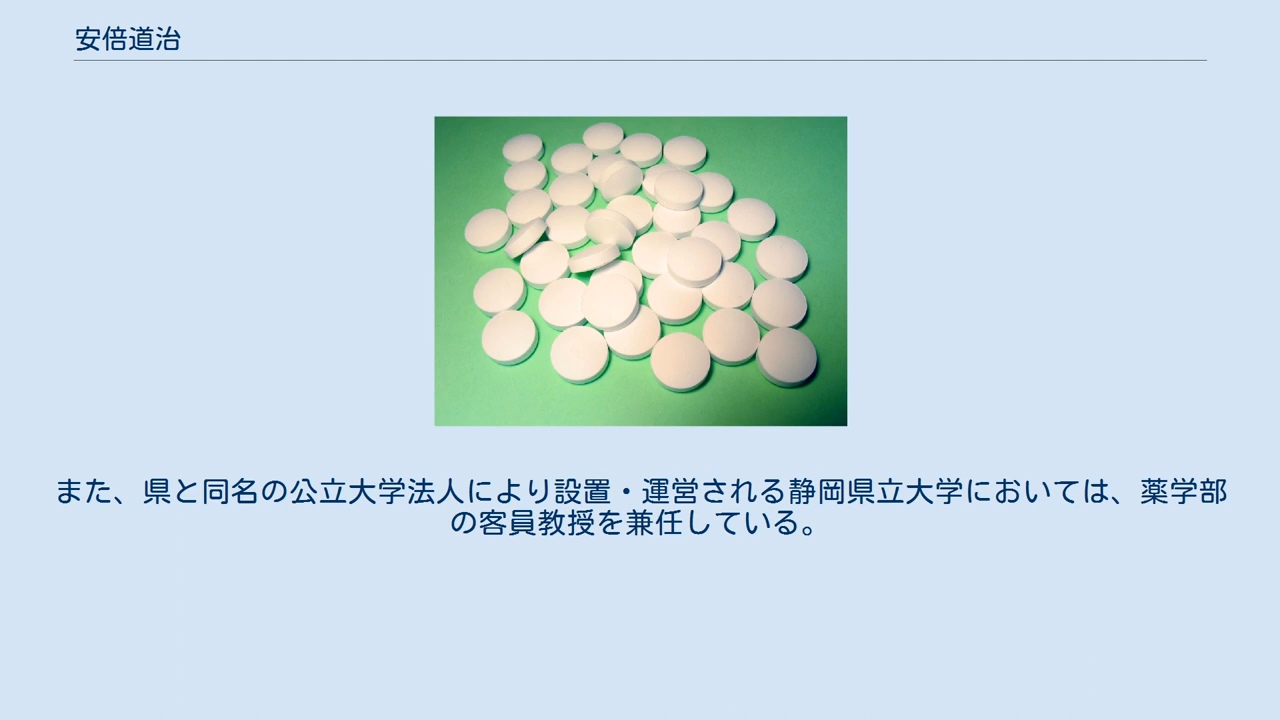 安倍道治
また、県と同名の公立大学法人により設置・運営される静岡県立大学においては、薬学部
の客員教授を兼任している。